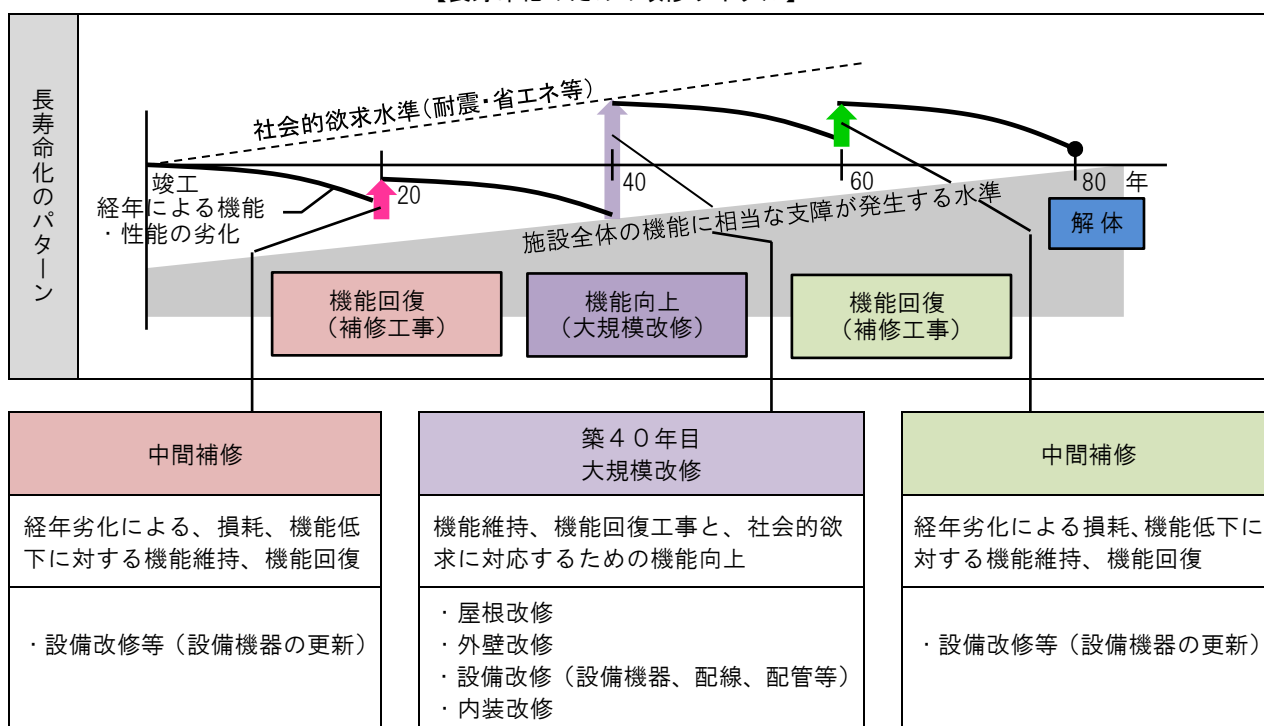 長寿命化のパターン
社会的欲求水準(耐震・省エネ等)
竣工
経年による機能
・性能の劣化
20
40
60
80 年
施設全体の機能に相当な支障が発生する水準
解 体
機能回復
(補修工事)
機能向上
(大規模改修)
機能回復
(補修工事)
中間補修
経年劣化による、損耗、機能低
下に対する機能維持、機能回復
・設備改修等(設備機器の更新)
築40年目
大規模改修
機能維持、機能回復工事と、社会的欲
求に対応するための機能向上
・屋根改修
・外壁改修
・設備改修(設備機器、配線、配管等)
・内装改修
中間補修
経年劣化による損耗、機能低下に
対する機能維持、機能回復
・設備改修等(設備機器の更新)